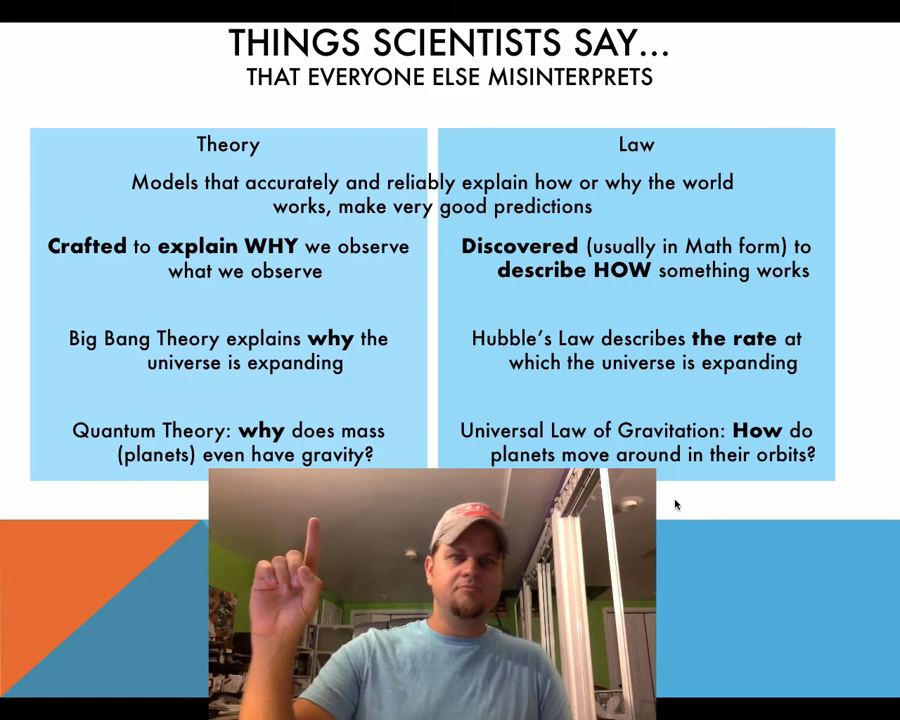 THINGS SCIENTISTS SAY...
THAT EVERYONE ELSE MISINTERPRETS
Theory
Law
Models that accurately and reliably explain how or why the world
works, make very good predictions
Crafted to explain WHY we observe
what we observe
Discovered (usually in Math form) to
describe HOW something works
Big Bang Theory explains why the
universe is expanding
Hubble's Law describes the rate at
which the universe is expanding
Quantum Theory: why does mass
(planets) even have gravity?
Universal Law of Gravitation: How do
planets move around in their orbits?